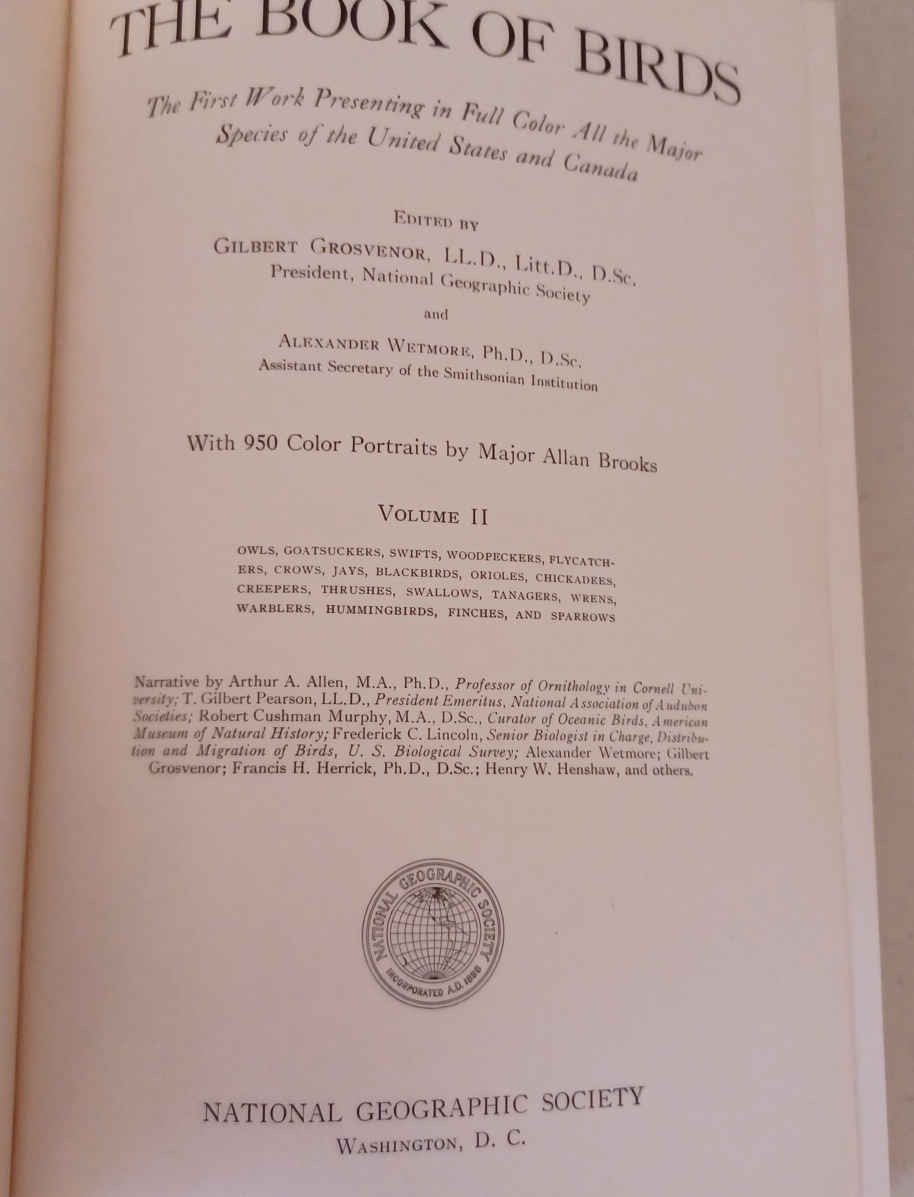 THE BOOK OF BIRDS
The First Work Presenting in Full Color All the Major
Species of the United States and Canada
EDITED BY
GILBERT GROSVENOR, LL.D., Litt.D., D.Sc.
President, National Geographic Society
and
ALEXANDER WETMORE, Ph.D., D.Sc.
Assistant Secretary of the Smithsonian Institution
With 950 Color Portraits by Major Allan Brooks
VOLUME II
OWLS, GOATSUCKERS, SWIFTS, WOODPECKERS, FLYCATCH-
ERS, CROWS, JAYS, BLACKBIRDS, ORIOLES, CHICKADEES,
CREEPERS, THRUSHES, SWALLOWS, TANAGERS, WRENS,
WARBLERS, HUMMINGBIRDS, FINCHES, AND SPARROWS
Narrative by Arthur A. Allen, M.A., Ph.D., Professor of Ornithology in Cornell Uni-
versity; T. Gilbert Pearson, LL.D., President Emeritus, National Association of Audubon
Societies; Robert Cushman Murphy, M.A., D.Sc., Curator of Oceanic Birds, American
Museum of Natural History; Frederick C. Lincoln, Senior Biologist in Charge, Distribu-
tion and Migration of Birds, U. S. Biological Survey; Alexander Wetmore; Gilbert
Grosvenor; Francis H. Herrick, Ph.D., D.Sc.; Henry W. Henshaw, and others.
NATIONAL GEOGRAPHIC SOCIETY
INCORPORATED A.D. 1888
NATIONAL GEOGRAPHIC SOCIETY
WASHINGTON, D. C.